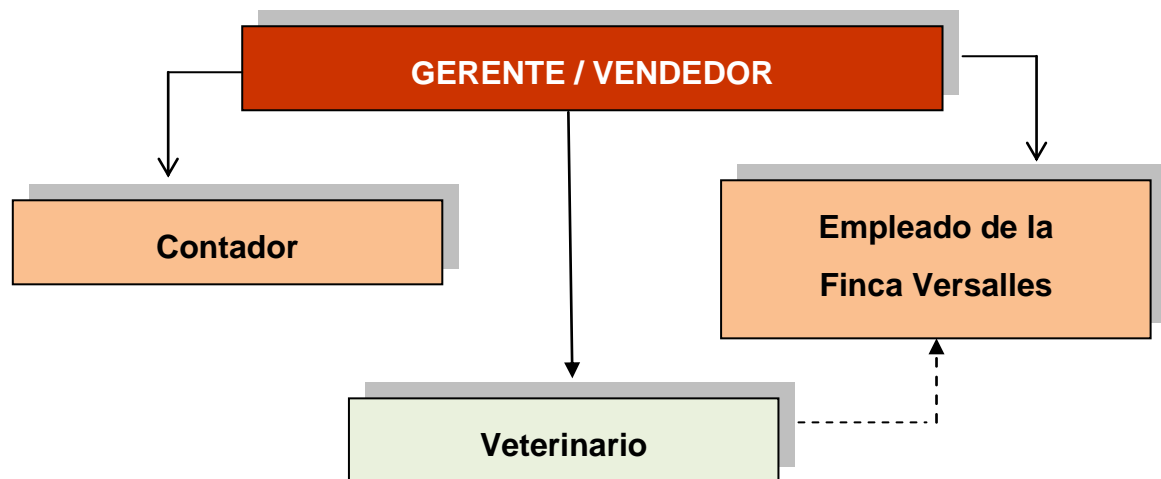 GERENTE / VENDEDOR
Contador
Empleado de la
Finca Versalles
Veterinario